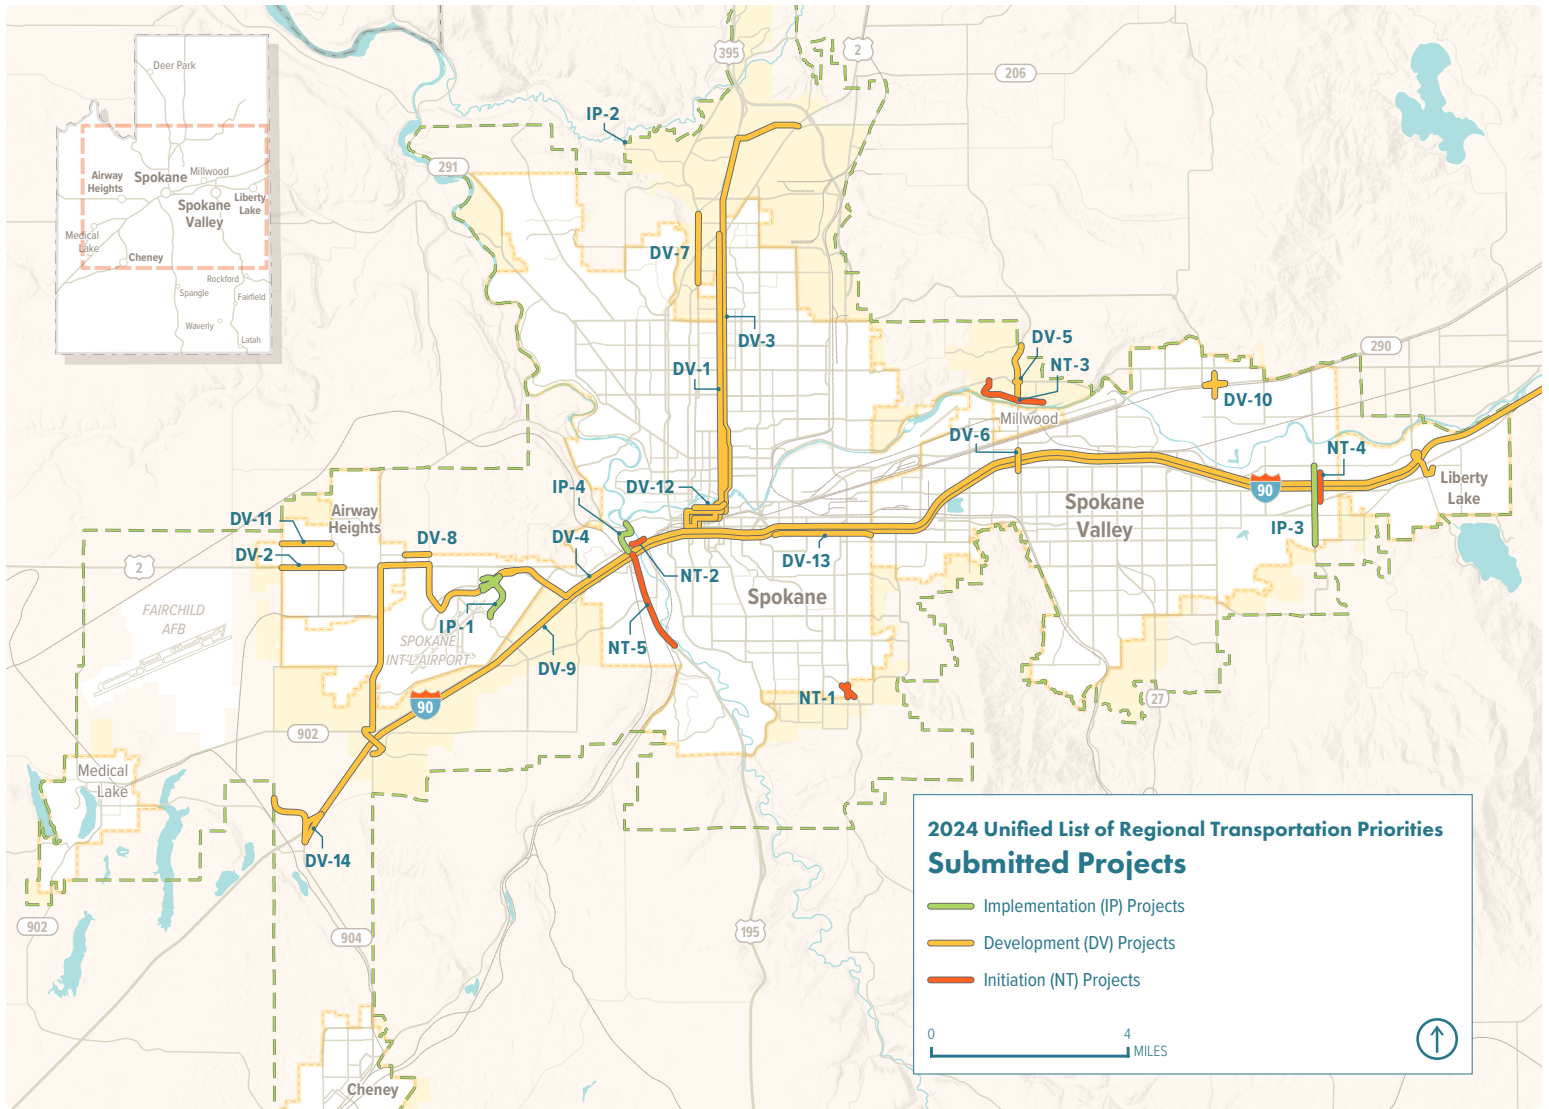 395
2
206
Deer Park
IP-2
291
Millwood
Airway
Heights
Spokane
Spokane
Valley
Liberty
Lake
Medical
Lake
Cheney
Rockford
Spangle
Fairfield
Waverly
Latah
DV-7
DV-3
DV-1
DV-5
NT-3
290
DV-10
Millwood
DV-6
NT-4
IP-4
DV-12
90
Liberty
Lake
Spokane
Valley
Airway
Heights
DV-11
DV-2
DV-8
DV-4
IP-3
DV-13
2
NT-2
Spokane
FAIRCHILD
AFB
IP-1
SPOKANE
INT'L AIRPORT
NT-5
DV-9
NT-1
27
90
902
Medical
Lake
DV-14
902
904
195
Cheney
2024 Unified List of Regional Transportation Priorities
Submitted Projects
Implementation (IP) Projects
Development (DV) Projects
Initiation (NT) Projects
0 4
MILES